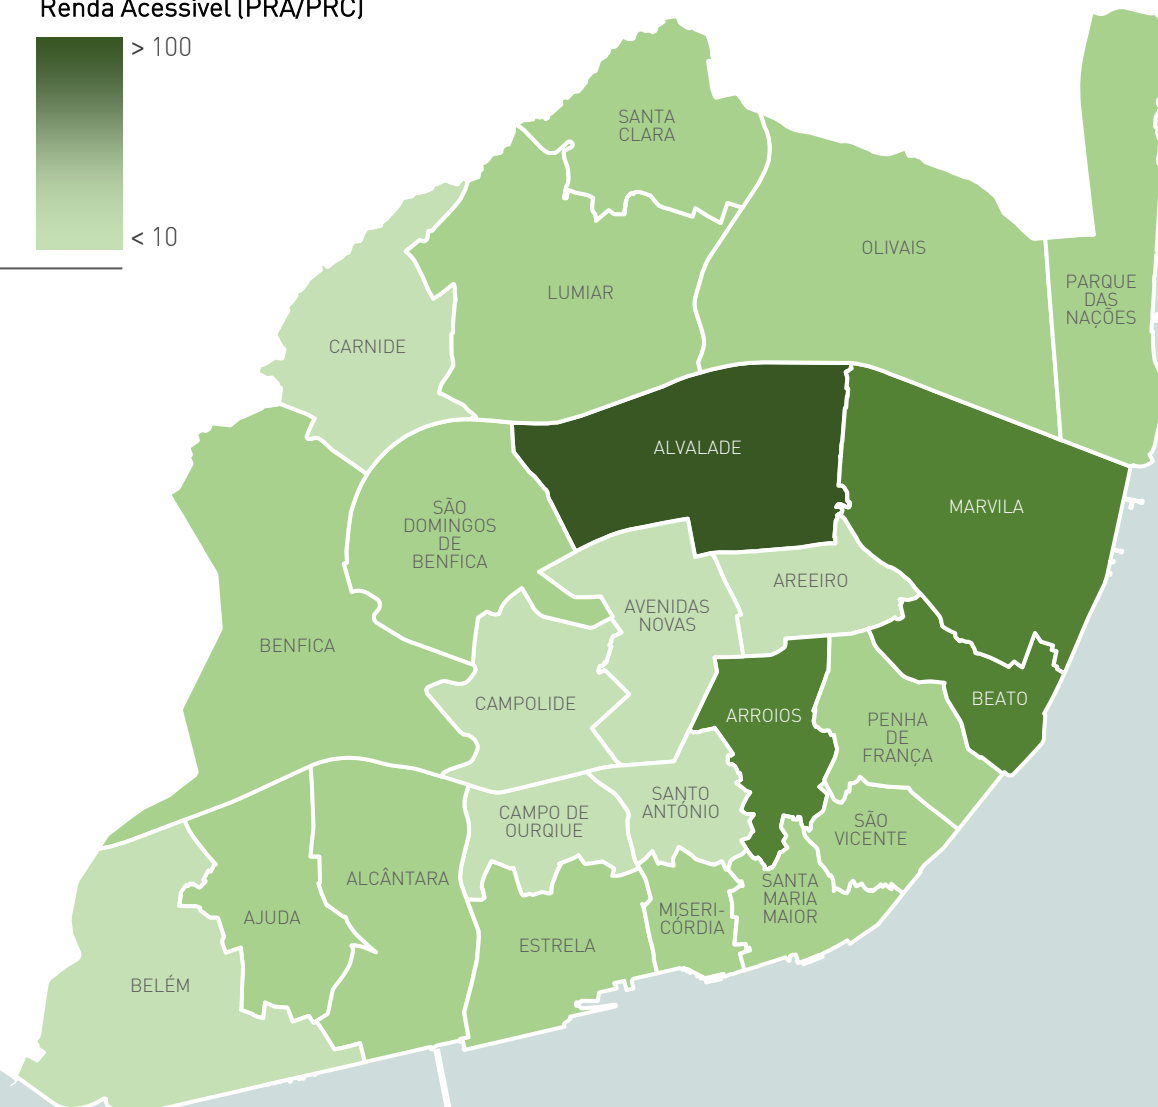 Renda Acessível (PRA/PRC)
> 100
< 10
SANTA
CLARA
OLIVAIS
PARQUE
DAS
NAÇÕES
LUMIAR
CARNIDE
ALVALADE
MARVILA
SÃO
DOMINGOS
DE
BENFICA
AREEIRO
AVENIDAS
NOVAS
BENFICA
CAMPOLIDE
ARROIOS
BEATO
PENHA
DE
FRANÇA
SANTO
ANTÓNIO
CAMPO DE
OURQIUE
SÃO
VICENTE
ALCÂNTARA
SANTA
MARIA
MAIOR
MISERI-
CÓRDIA
AJUDA
ESTRELA
BELÉM